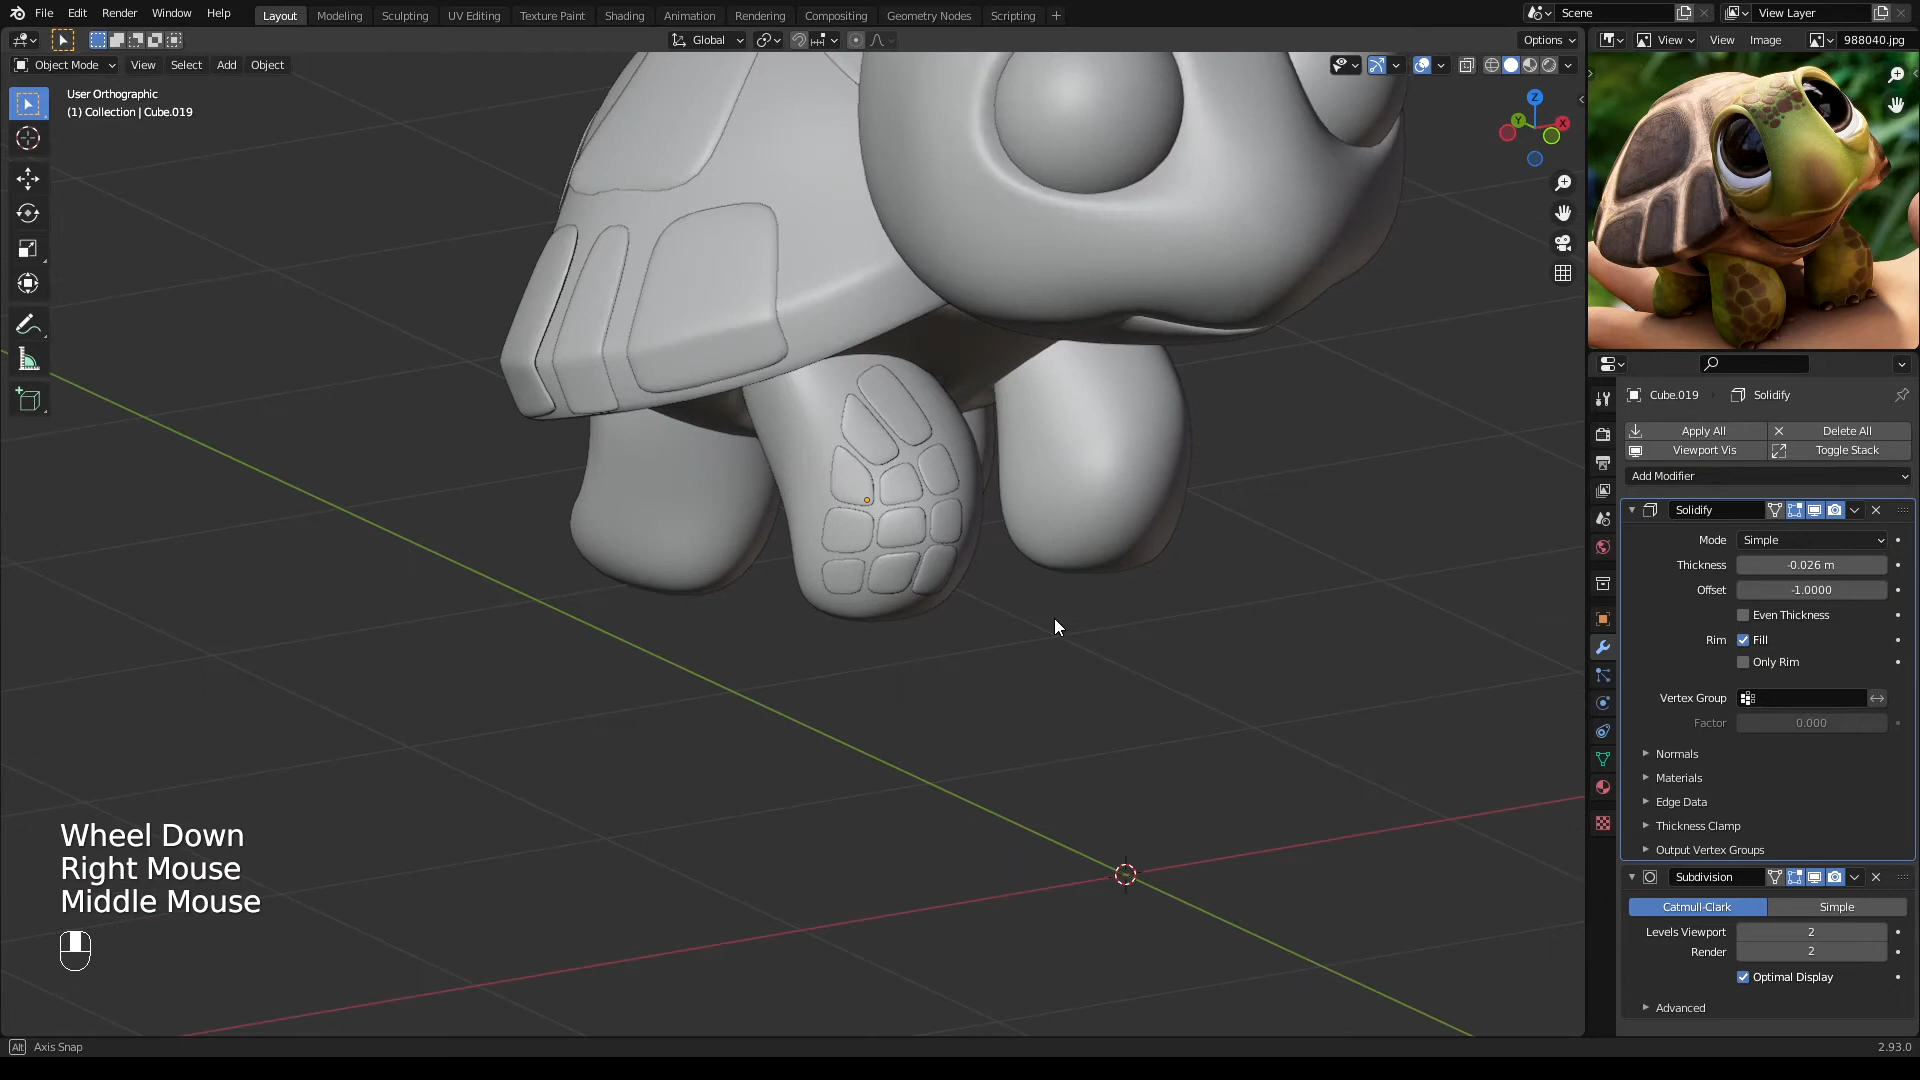 File Edit Render Window Help Layout Modeling Sculpting UV Editing Texture Paint Shading Animation Rendering Compositing Geometry Nodes Scripting + Scene View Layer
Global Options View View Image 988040.jpg
Object Mode View Select Add Object
User Orthographic
(1) Collection | Cube.019
Z
Y
X
Cube.019 Solidify
Apply All Delete All
Viewport Vis Toggle Stack
Add Modifier
Solidify
Mode Simple
Thickness -0.026 m
Offset -1.0000
Even Thickness
Rim Fill
Only Rim
Vertex Group
Factor 0.000
Normals
Materials
Edge Data
Thickness Clamp
Output Vertex Groups
Subdivision
Catmull-Clark Simple
Levels Viewport 2
Render 2
Optimal Display
Advanced
Wheel Down
Right Mouse
Middle Mouse
Alt Axis Snap 2.93.0